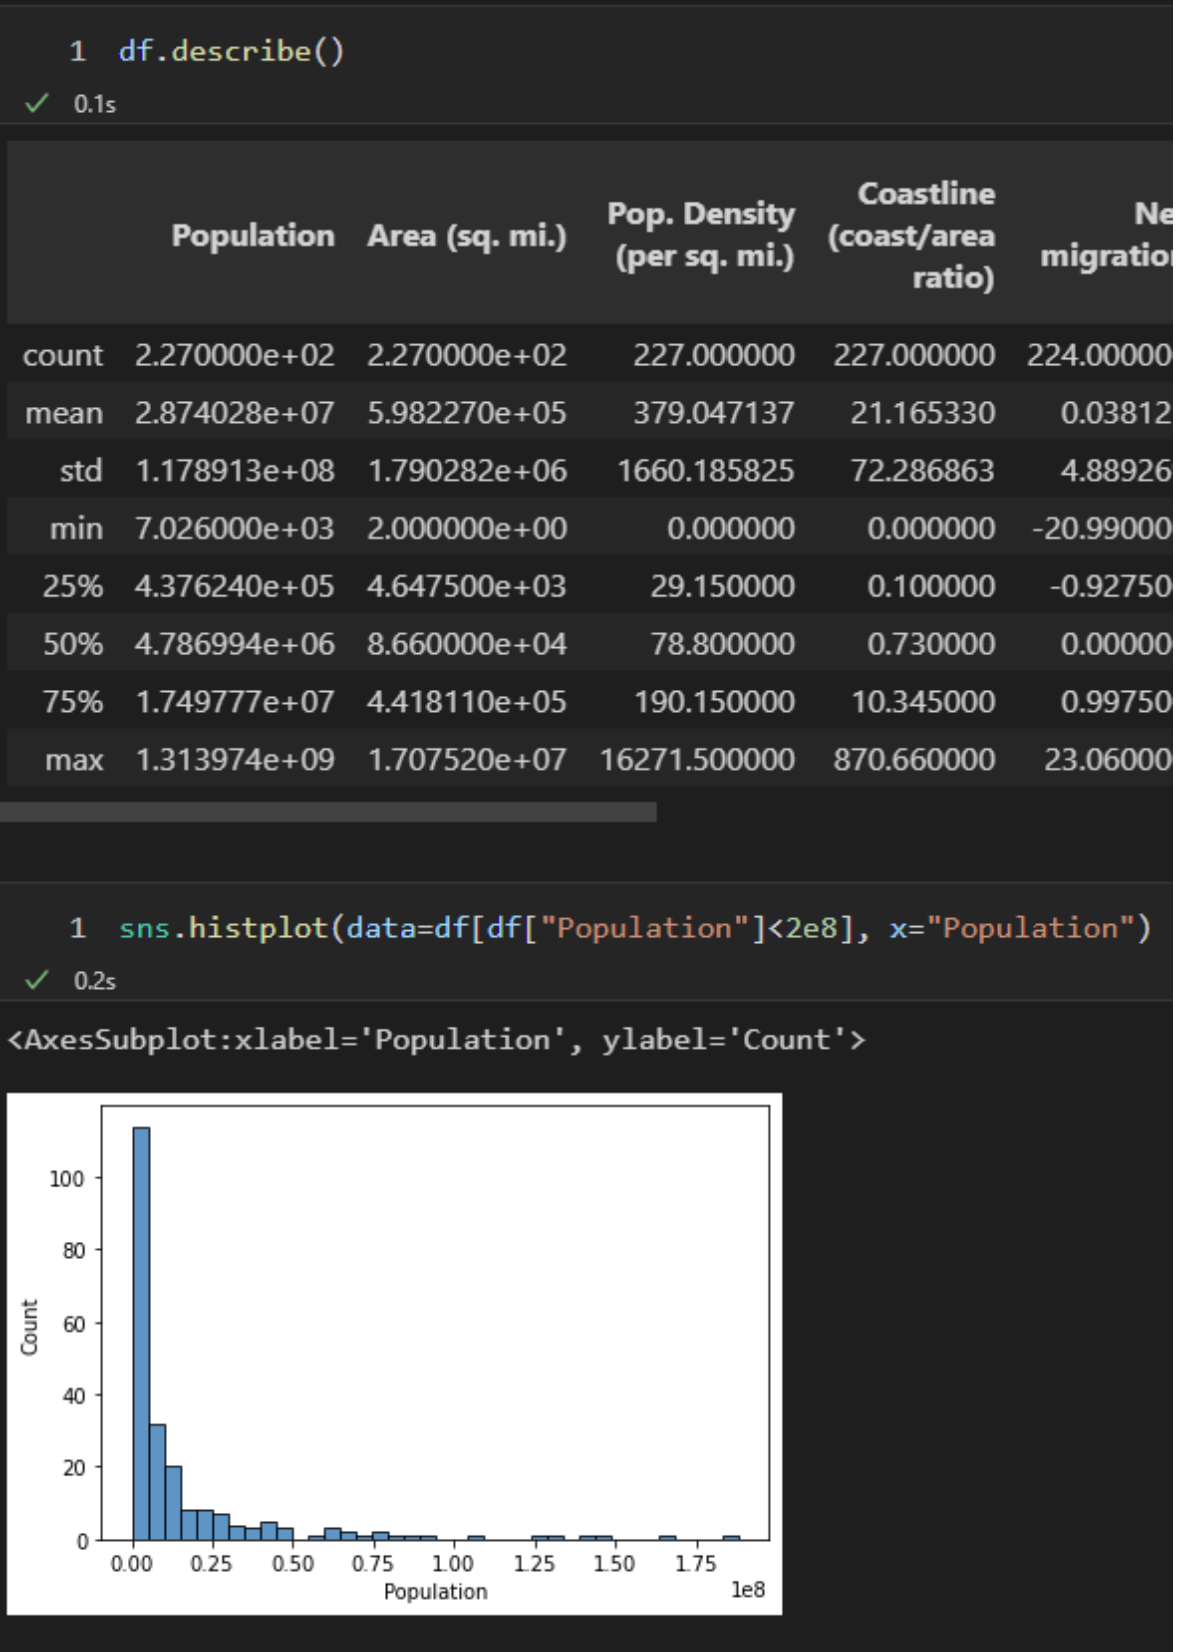 1 df.describe()
✓ 0.1s
Population Area (sq. mi.) Pop. Density (per sq. mi.) Coastline (coast/area ratio) Ne migratio
count 2.270000e+02 2.270000e+02 227.000000 227.000000 224.00000
mean 2.874028e+07 5.982270e+05 379.047137 21.165330 0.03812
std 1.178913e+08 1.790282e+06 1660.185825 72.286863 4.88926
min 7.026000e+03 2.000000e+00 0.000000 0.000000 -20.99000
25% 4.376240e+05 4.647500e+03 29.150000 0.100000 -0.92750
50% 4.786994e+06 8.660000e+04 78.800000 0.730000 0.00000
75% 1.749777e+07 4.418110e+05 190.150000 10.345000 0.99750
max 1.313974e+09 1.707520e+07 16271.500000 870.660000 23.06000
1 sns.histplot(data=df[df["Population"]<2e8], x="Population")
✓ 0.2s
<AxesSubplot:xlabel='Population', ylabel='Count'>
100
80
60
40
20
0
Count
0.00 0.25 0.50 0.75 1.00 1.25 1.50 1.75
Population
1e8